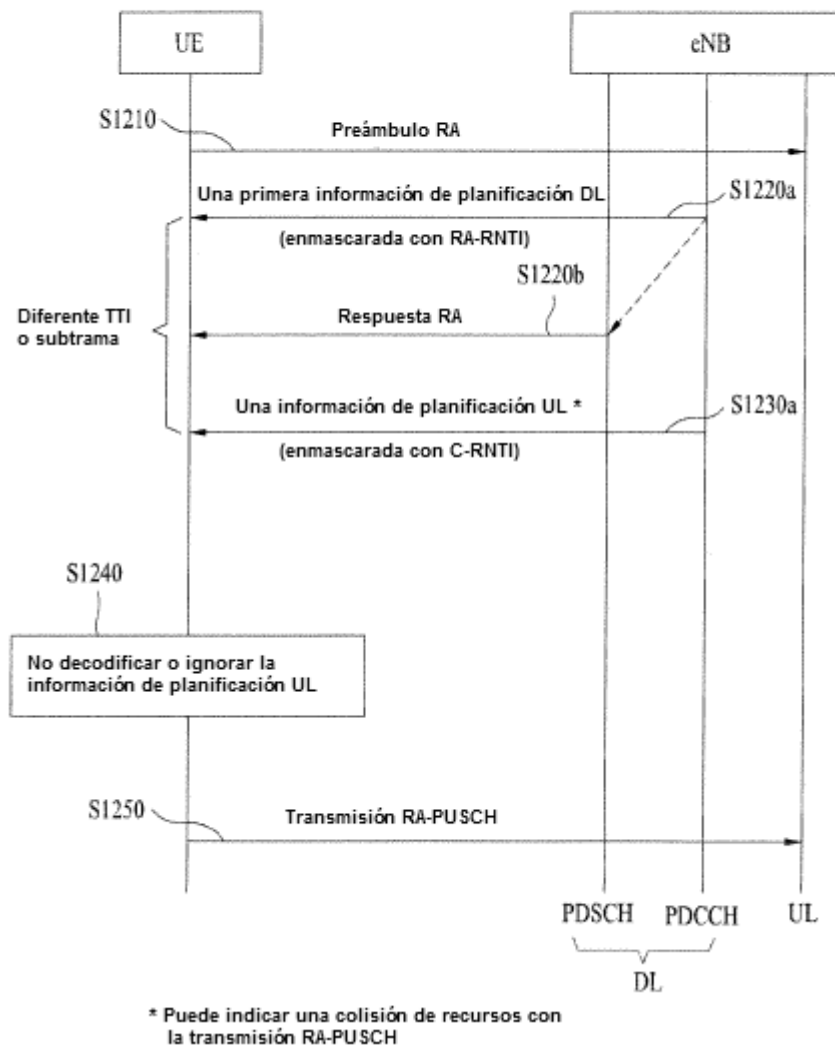 UE
eNB
S1210
Preámbulo RA
Una primera información de planificación DL
S1220a
(enmascarada con RA-RNTI)
S1220b
Diferente TTI
o subtrama
Respuesta RA
Una información de planificación UL *
S1230a
(enmascarada con C-RNTI)
S1240
No decodificar o ignorar la
información de planificación UL
S1250
Transmisión RA-PUSCH
PDSCH
PDCCH
UL
DL
* Puede indicar una colisión de recursos con
la transmisión RA-PUSCH